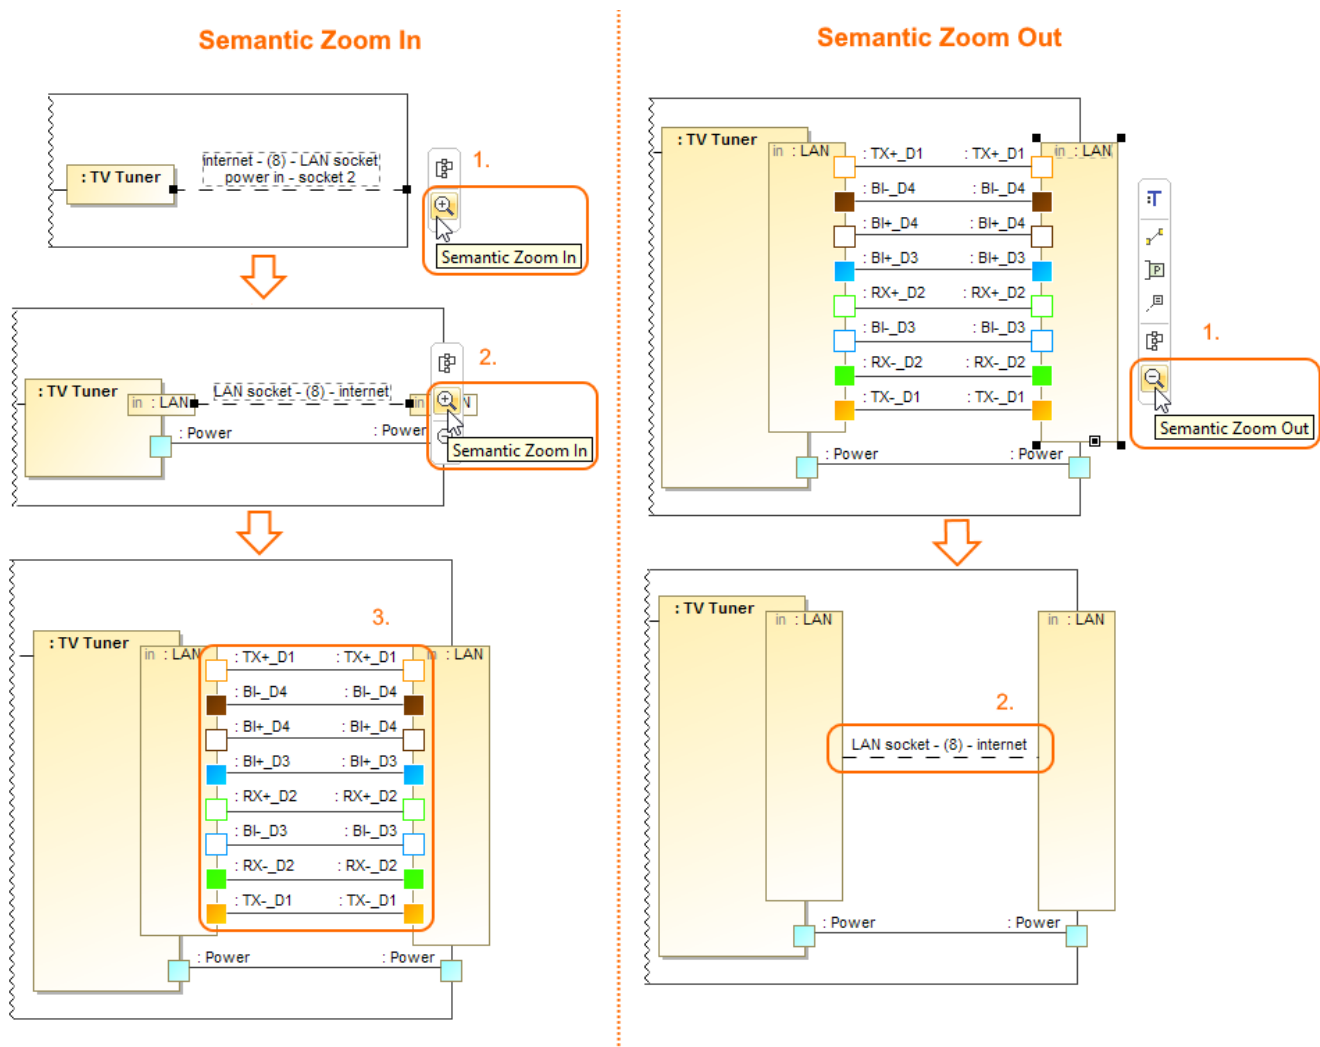 Semantic Zoom In
: TV Tuner
internet - (8) - LAN socket
power in - socket 2
1.
Semantic Zoom In
: TV Tuner
in : LAN
LAN socket - (8) - internet
in
N
2.
: Power
: Power
Semantic Zoom In
3.
: TV Tuner
in : LAN
: TX+_D1
: TX+_D1
in : LAN
: BI-_D4
: BI-_D4
: BI+_D4
: BI+_D4
: BI+_D3
: BI+_D3
: RX+_D2
: RX+_D2
: BI-_D3
: BI-_D3
: RX-_D2
: RX-_D2
: TX-_D1
: TX-_D1
: Power
: Power
Semantic Zoom Out
: TV Tuner
in : LAN
: TX+_D1
: TX+_D1
in : LAN
: BI-_D4
: BI-_D4
: BI+_D4
: BI+_D4
: BI+_D3
: BI+_D3
: RX+_D2
: RX+_D2
: BI-_D3
: BI-_D3
: RX-_D2
: RX-_D2
: TX-_D1
: TX-_D1
: Power
: Power
:T
P
1.
Semantic Zoom Out
: TV Tuner
in : LAN
in : LAN
2.
LAN socket - (8) - internet
: Power
: Power